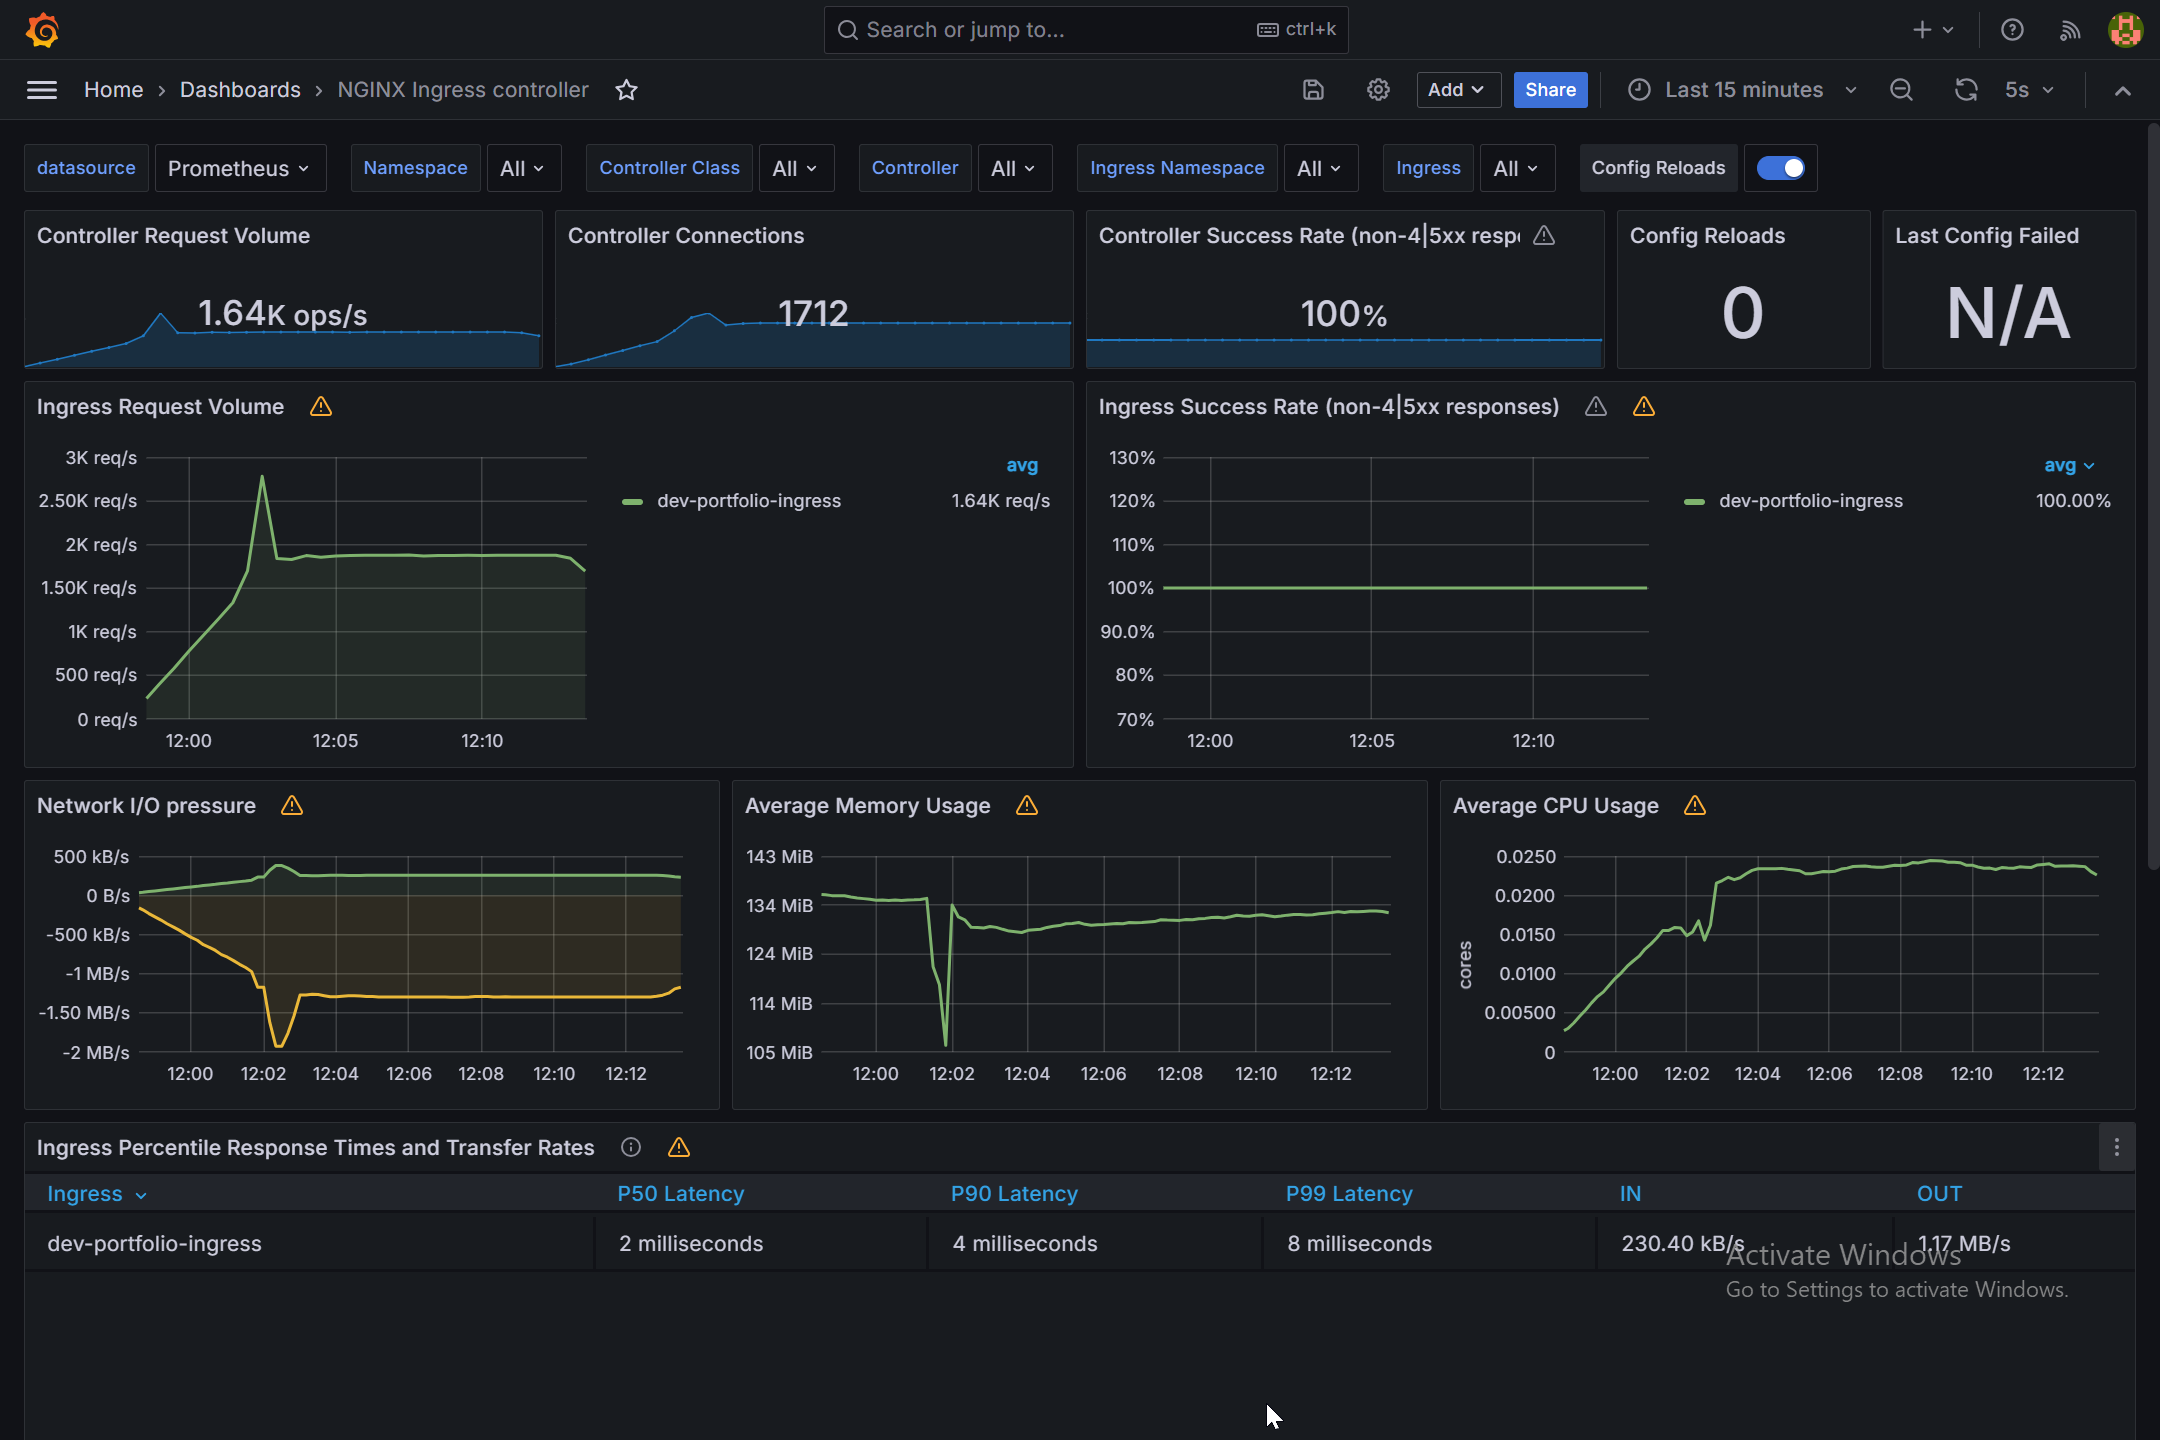 Search or jump to...
ctrl+k
Home › Dashboards › NGINX Ingress controller
Add
Share
Last 15 minutes
5s
datasource
Prometheus
Namespace
All
Controller Class
All
Controller
All
Ingress Namespace
All
Ingress
All
Config Reloads
Controller Request Volume
1.64K ops/s
Controller Connections
1712
Controller Success Rate (non-4|5xx resp
100%
Config Reloads
0
Last Config Failed
N/A
Ingress Request Volume
3K req/s
2.50K req/s
2K req/s
1.50K req/s
1K req/s
500 req/s
0 req/s
12:00 12:05 12:10
avg
dev-portfolio-ingress 1.64K req/s
Ingress Success Rate (non-4|5xx responses)
130%
120%
110%
100%
90.0%
80%
70%
12:00 12:05 12:10
avg
dev-portfolio-ingress 100.00%
Network I/O pressure
500 kB/s
0 B/s
-500 kB/s
-1 MB/s
-1.50 MB/s
-2 MB/s
12:00 12:02 12:04 12:06 12:08 12:10 12:12
Average Memory Usage
143 MiB
134 MiB
124 MiB
114 MiB
105 MiB
12:00 12:02 12:04 12:06 12:08 12:10 12:12
Average CPU Usage
cores
0.0250
0.0200
0.0150
0.0100
0.00500
0
12:00 12:02 12:04 12:06 12:08 12:10 12:12
Ingress Percentile Response Times and Transfer Rates
Ingress P50 Latency P90 Latency P99 Latency IN OUT
dev-portfolio-ingress 2 milliseconds 4 milliseconds 8 milliseconds 230.40 kB/s 1.17 MB/s
Activate Windows
Go to Settings to activate Windows.